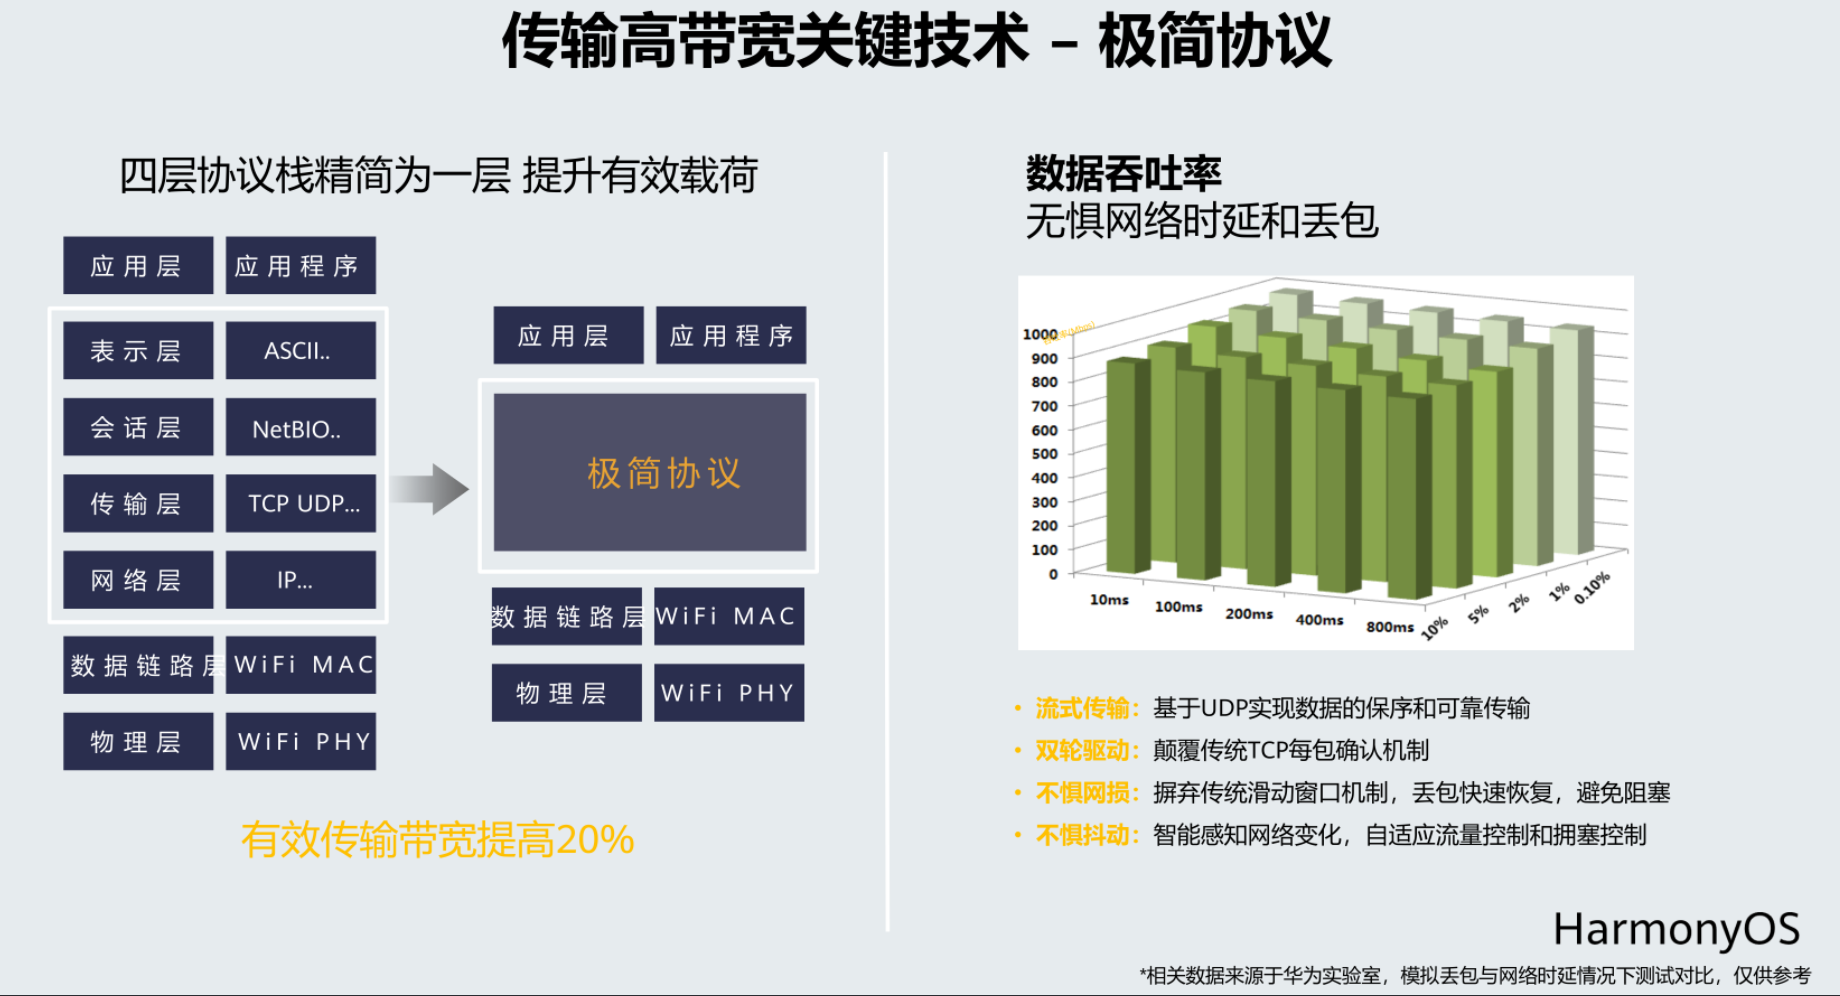 传输高带宽关键技术 – 极简协议
四层协议栈精简为一层 提升有效载荷
应用层 应用程序
表示层 ASCII..
会话层 NetBIO..
传输层 TCP UDP...
网络层 IP...
数据链路层 WiFi MAC
物理层 WiFi PHY
应用层 应用程序
极简协议
数据链路层 WiFi MAC
物理层 WiFi PHY
有效传输带宽提高20%
数据吞吐率
无惧网络时延和丢包
1000
900
800
700
600
500
400
300
200
100
0
10ms 100ms 200ms 400ms 800ms
10% 5% 2% 1% 0.10%
• 流式传输：基于UDP实现数据的保序和可靠传输
• 双轮驱动：颠覆传统TCP每包确认机制
• 不惧网损：摒弃传统滑动窗口机制，丢包快速恢复，避免阻塞
• 不惧抖动：智能感知网络变化，自适应流量控制和拥塞控制
HarmonyOS
*相关数据来源于华为实验室，模拟丢包与网络时延情况下测试对比，仅供参考